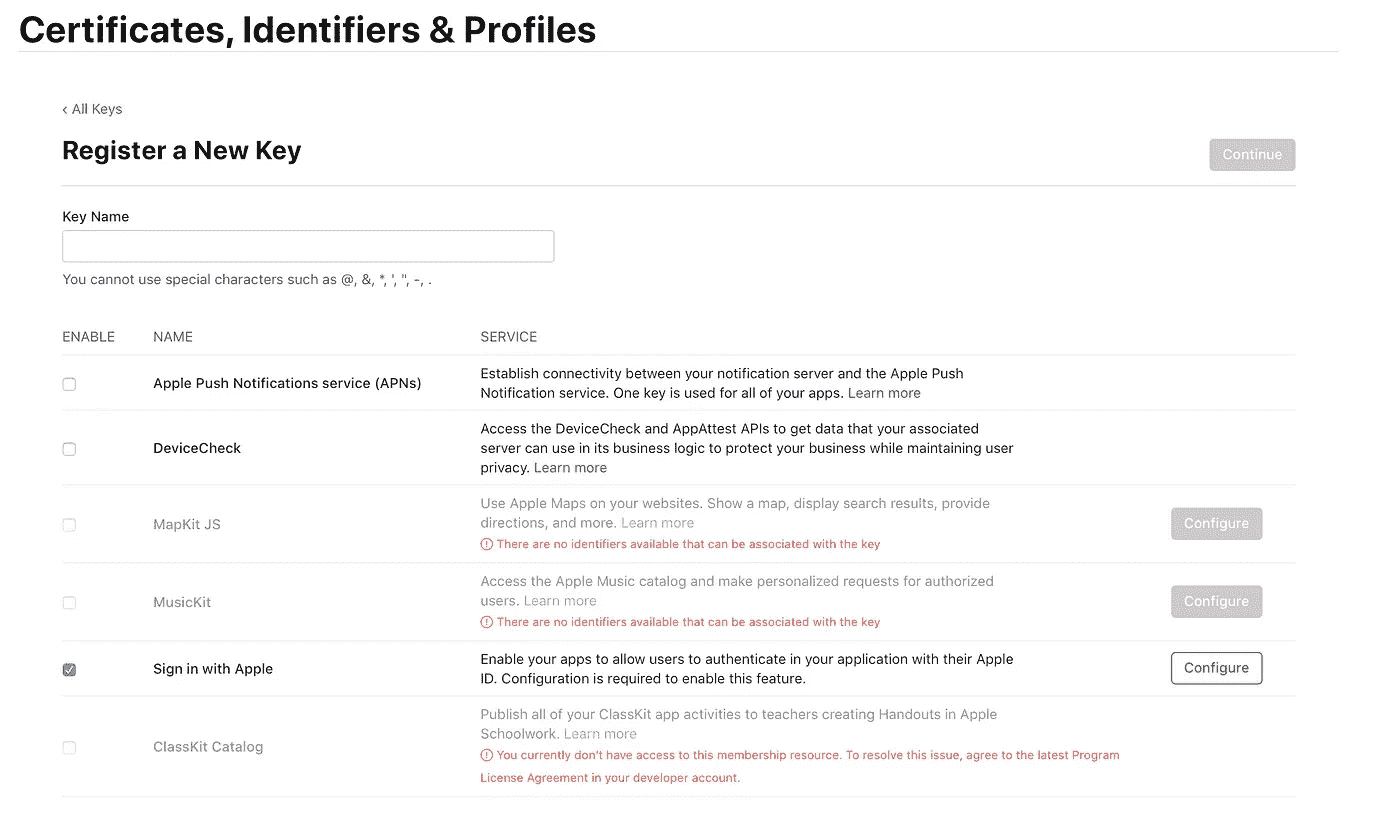 Certificates, Identifiers & Profiles
‹ All Keys
Register a New Key
Continue
Key Name
You cannot use special characters such as @, &, *, ', ", -, .
ENABLE NAME SERVICE
Apple Push Notifications service (APNs)
Establish connectivity between your notification server and the Apple Push
Notification service. One key is used for all of your apps. Learn more
DeviceCheck
Access the DeviceCheck and AppAttest APIs to get data that your associated
server can use in its business logic to protect your business while maintaining user
privacy. Learn more
MapKit JS
Use Apple Maps on your websites. Show a map, display search results, provide
directions, and more. Learn more
There are no identifiers available that can be associated with the key
Configure
MusicKit
Access the Apple Music catalog and make personalized requests for authorized
users. Learn more
There are no identifiers available that can be associated with the key
Configure
Sign in with Apple
Enable your apps to allow users to authenticate in your application with their Apple
ID. Configuration is required to enable this feature.
Configure
ClassKit Catalog
Publish all of your ClassKit app activities to teachers creating Handouts in Apple
Schoolwork. Learn more
You currently don't have access to this membership resource. To resolve this issue, agree to the latest Program
License Agreement in your developer account.